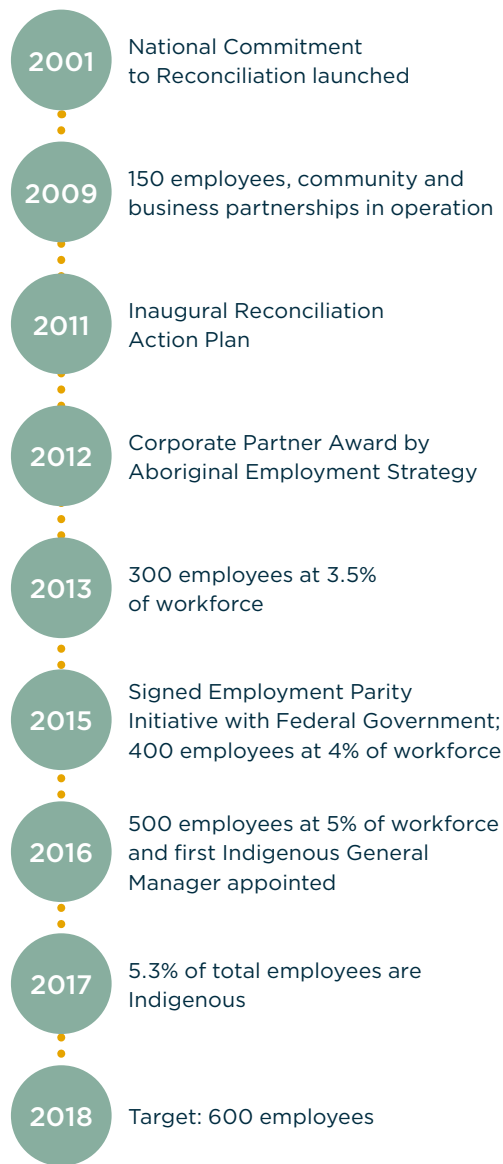 2001
National Commitment
to Reconciliation launched
2009
150 employees, community and
business partnerships in operation
2011
Inaugural Reconciliation
Action Plan
2012
Corporate Partner Award by
Aboriginal Employment Strategy
2013
300 employees at 3.5%
of workforce
2015
Signed Employment Parity
Initiative with Federal Government;
400 employees at 4% of workforce
2016
500 employees at 5% of workforce
and first Indigenous General
Manager appointed
2017
5.3% of total employees are
Indigenous
2018
Target: 600 employees